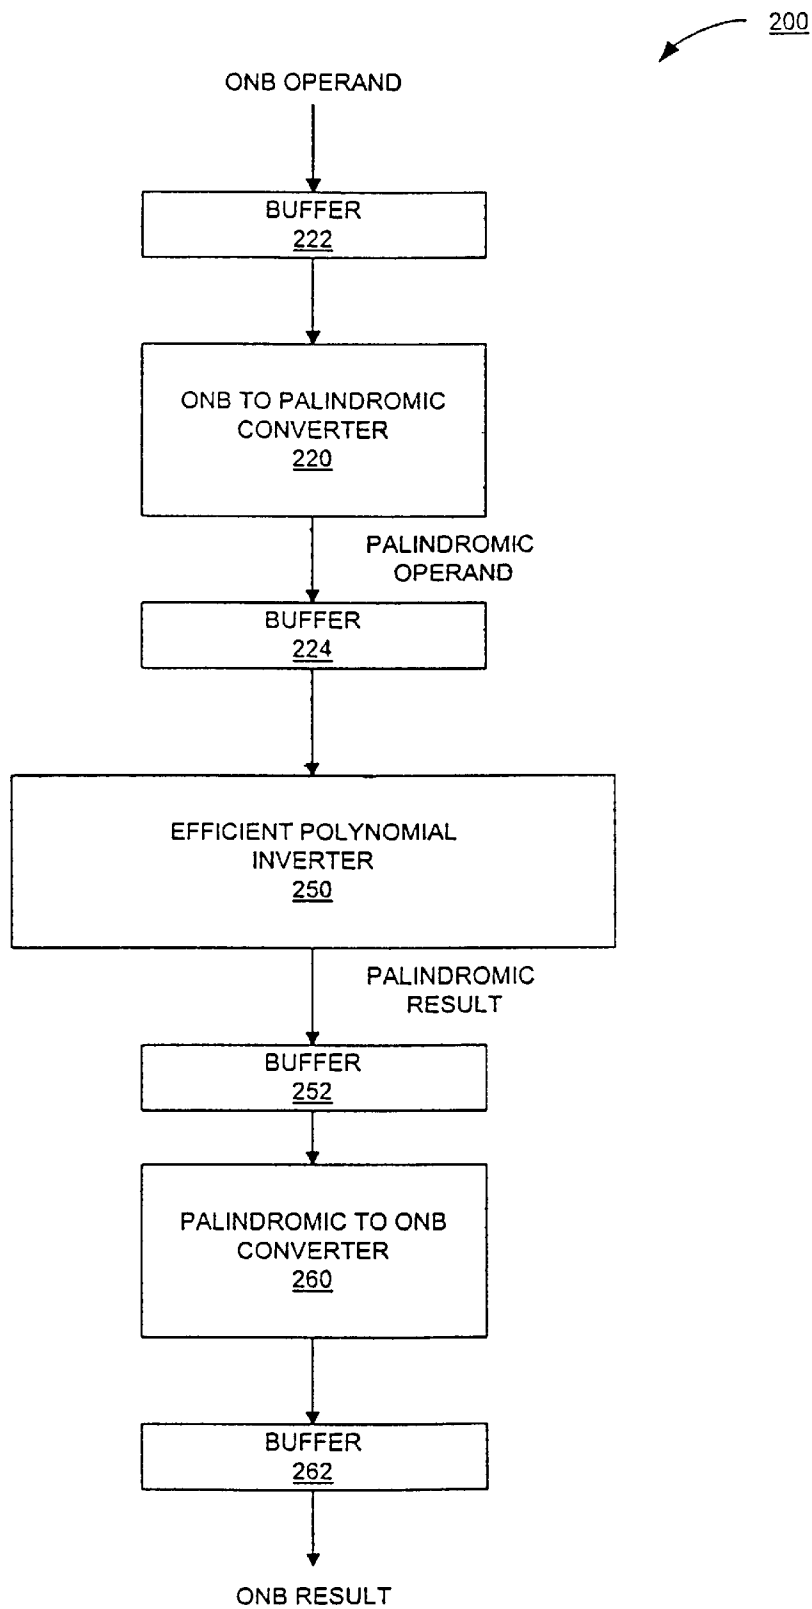 200
ONB OPERAND
BUFFER
222
ONB TO PALINDROMIC
CONVERTER
220
PALINDROMIC
OPERAND
BUFFER
224
EFFICIENT POLYNOMIAL
INVERTER
250
PALINDROMIC
RESULT
BUFFER
252
PALINDROMIC TO ONB
CONVERTER
260
BUFFER
262
ONB RESULT